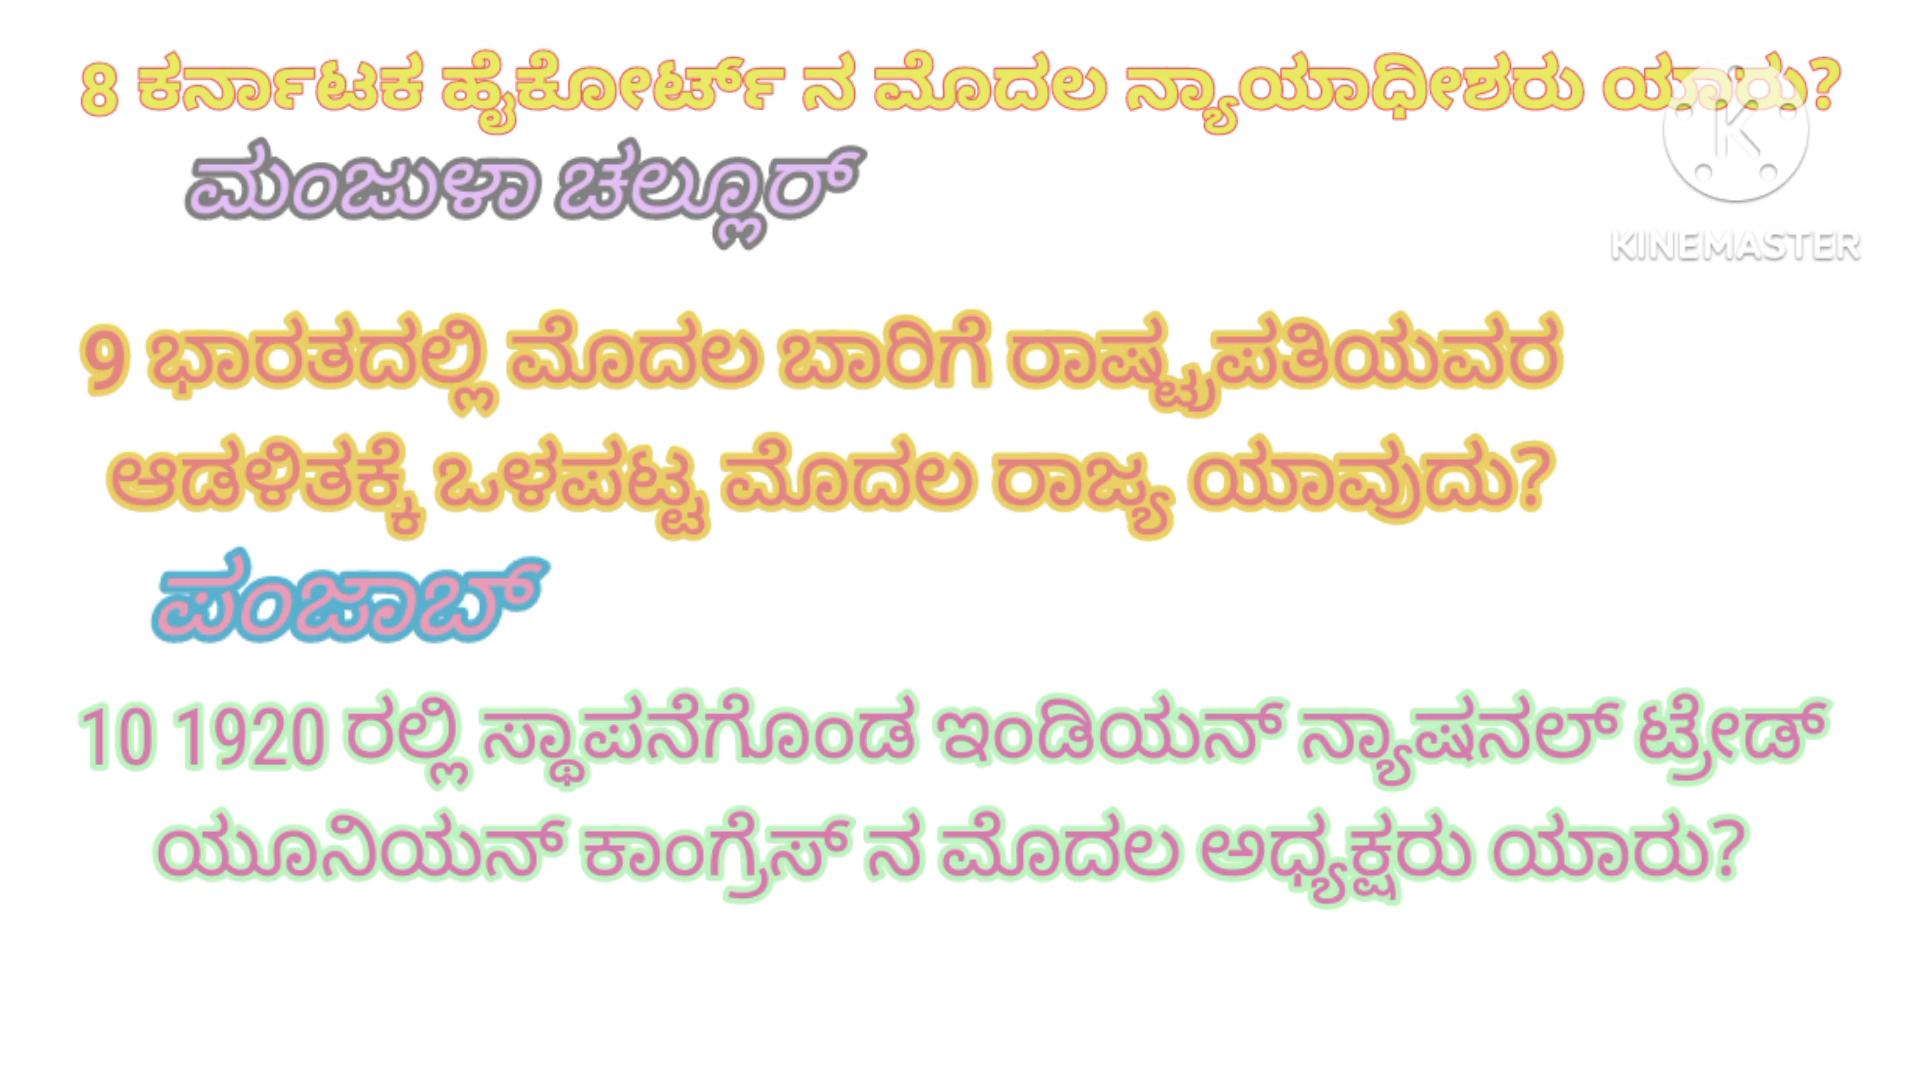 8 ಕರ್ನಾಟಕ ಹೈಕೋರ್ಟ್ ನ ಮೊದಲ ನ್ಯಾಯಾಧೀಶರು ಯಾರು?
ಮಂಜುಳಾ ಚಲ್ಲೂರ್
KINEMASTER
9 ಭಾರತದಲ್ಲಿ ಮೊದಲ ಬಾರಿಗೆ ರಾಷ್ಟ್ರಪತಿಯವರ
ಆಡಳಿತಕ್ಕೆ ಒಳಪಟ್ಟ ಮೊದಲ ರಾಜ್ಯ ಯಾವುದು?
ಪಂಜಾಬ್
10 1920 ರಲ್ಲಿ ಸ್ಥಾಪನೆಗೊಂಡ ಇಂಡಿಯನ್ ನ್ಯಾಷನಲ್ ಟ್ರೇಡ್
ಯೂನಿಯನ್ ಕಾಂಗ್ರೆಸ್ ನ ಮೊದಲ ಅಧ್ಯಕ್ಷರು ಯಾರು?